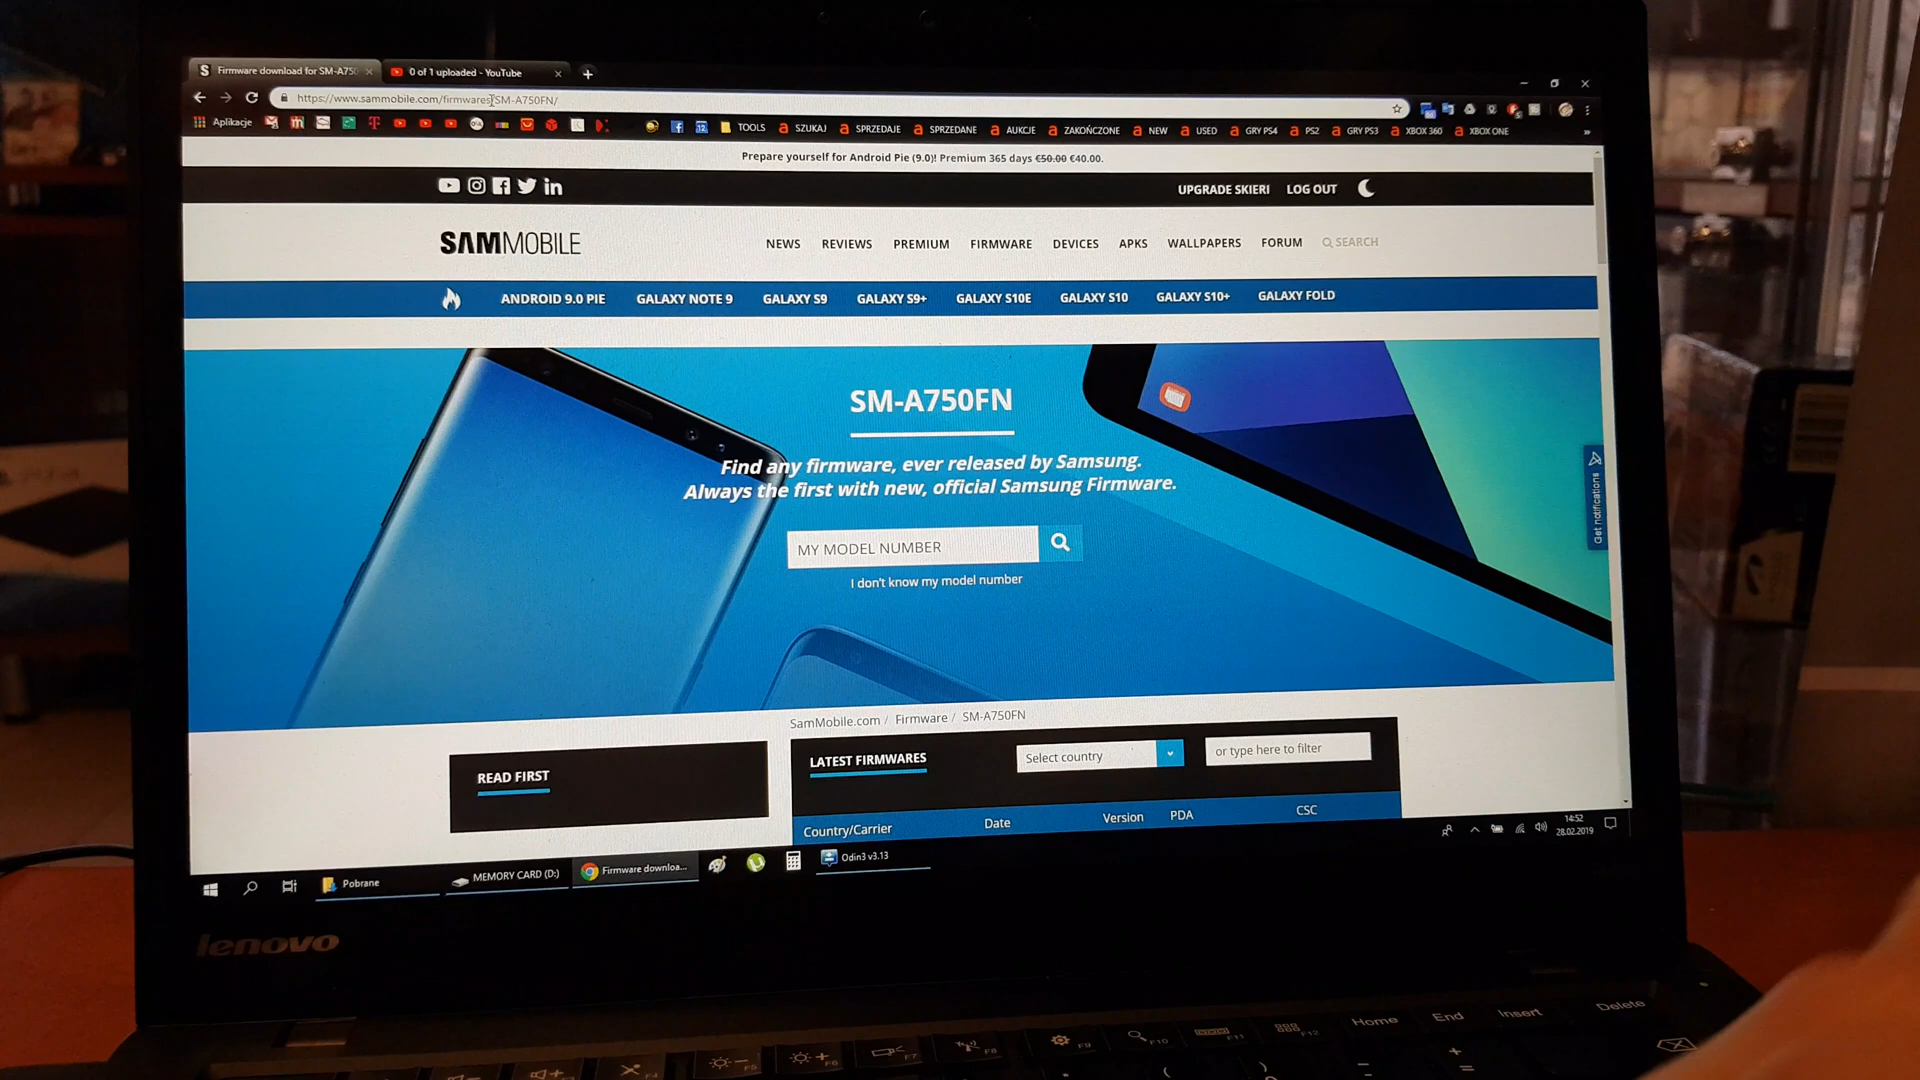 Firmware download for SM-A750
0 of 1 uploaded - YouTube
https://www.sammobile.com/firmwares/SM-A750FN/
Aplikacje
TOOLS
SZUKAJ
SPRZEDAJE
SPRZEDANE
AUKCJE
ZAKOŃCZONE
NEW
USED
GRY PS4
PS2
GRY PS3
XBOX 360
XBOX ONE
Prepare yourself for Android Pie (9.0)! Premium 365 days €50.00 €40.00.
UPGRADE SKIERI
LOG OUT
SAMMOBILE
NEWS
REVIEWS
PREMIUM
FIRMWARE
DEVICES
APKS
WALLPAPERS
FORUM
SEARCH
ANDROID 9.0 PIE
GALAXY NOTE 9
GALAXY S9
GALAXY S9+
GALAXY S10E
GALAXY S10
GALAXY S10+
GALAXY FOLD
SM-A750FN
Find any firmware, ever released by Samsung.
Always the first with new, official Samsung Firmware.
MY MODEL NUMBER
I don't know my model number
Get notifications
SamMobile.com / Firmware / SM-A750FN
READ FIRST
LATEST FIRMWARES
Select country
or type here to filter
Country/Carrier
Date
Version
PDA
CSC
Pobrane
MEMORY CARD (D:)
Firmware downloa...
Odin3 v3.13
14:52
28.02.2019
lenovo
Home
End
Insert
Delete
F5
F6
F7
F8
F9
F10
F11
F12